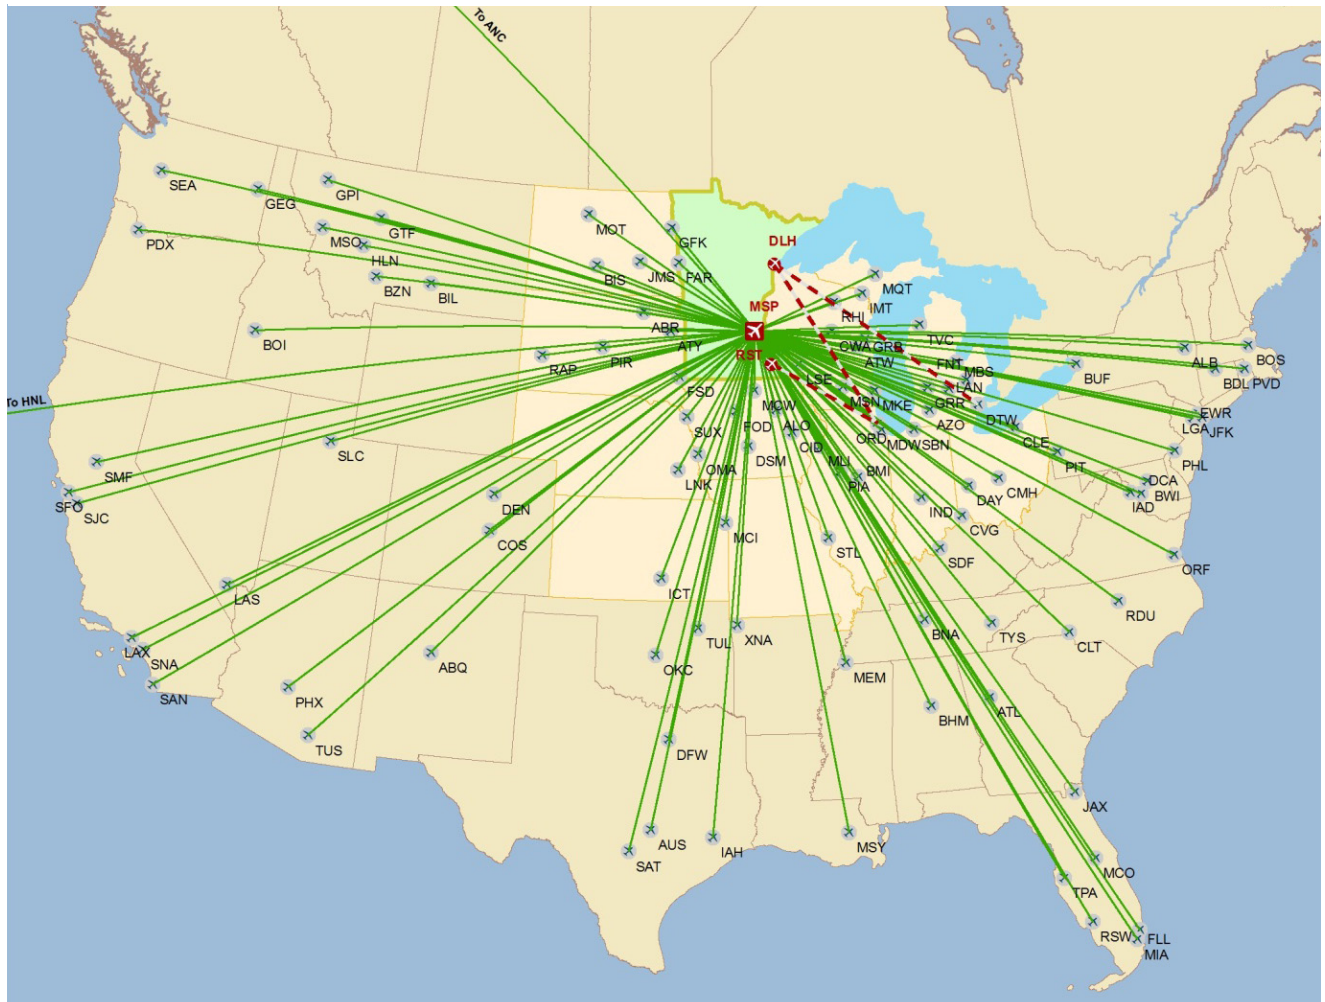 To ANC
SEA
GPI
GEG
GTF
MOT
GFK
MSO
PDX
DLH
HLN
BIS
JMS
FAR
MQT
BZN
BIL
IMT
MSP
RHI
ABR
BOI
ATY
CWA
GRB
TVC
RST
PIR
RAP
ATW
FNT
MBS
ALB
BOS
BUF
BDL
PVD
LSE
FSD
LAN
To HNL
MSN
MKE
GRR
MCW
EWR
DTW
LGA
JFK
SUX
FOD
ALO
AZO
ORD
MDW
SBN
CLE
CID
SLC
DSM
PHL
SMF
OMA
MLI
PIT
LNK
BMI
PIA
DCA
CMH
BWI
DAY
IAD
SFO
SJC
DEN
IND
CVG
MCI
COS
STL
SDF
ORF
ICT
LAS
RDU
BNA
TYS
TUL
XNA
CLT
LAX
SNA
ABQ
OKC
MEM
SAN
PHX
BHM
ATL
TUS
DFW
JAX
AUS
IAH
MSY
SAT
MCO
TPA
RSW
FLL
MIA